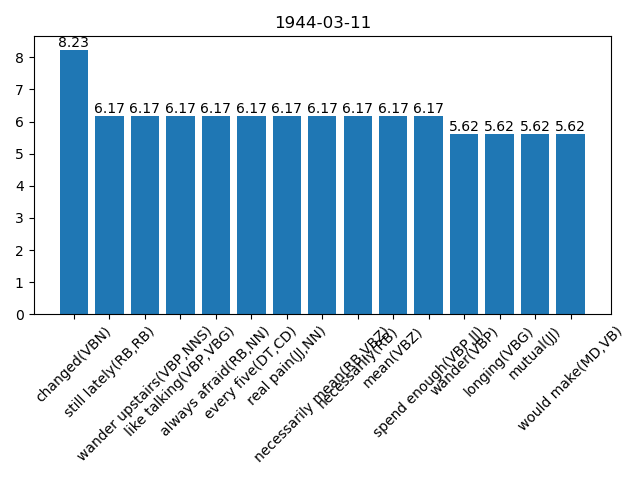 1944-03-11
8.23 6.17 6.17 6.17 6.17 6.17 6.17 6.17 6.17 6.17 6.17 5.62 5.62 5.62 5.62
8
7
6
5
4
3
2
1
0
changed(VBN)
still lately(RB,RB)
wander upstairs(VBP,NNS)
like talking(VBP,VBG)
always afraid(RB,NN)
every five(DT,CD)
real pain(JJ,NN)
necessarily mean(RB,VBZ)
necessarily(RB)
mean(VBZ)
spend enough(VBP,JJ)
wander(VBP)
longing(VBG)
mutual(JJ)
would make(MD,VB)